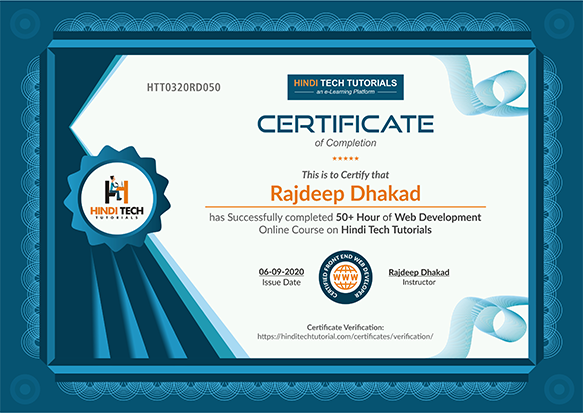 HTT0320RD050
HINDI TECH TUTORIALS
an e-Learning Platform
CERTIFICATE
of Completion
This is to Certify that
Rajdeep Dhakad
has Successfully completed 50+ Hour of Web Development
Online Course on Hindi Tech Tutorials
HINDI TECH
TUTORIALS
06-09-2020
Issue Date
CERTIFIED FRONT END WEB DEVELOPER
WWW
Rajdeep Dhakad
Instructor
Certificate Verification:
https://hinditechtutorial.com/certificates/verification/